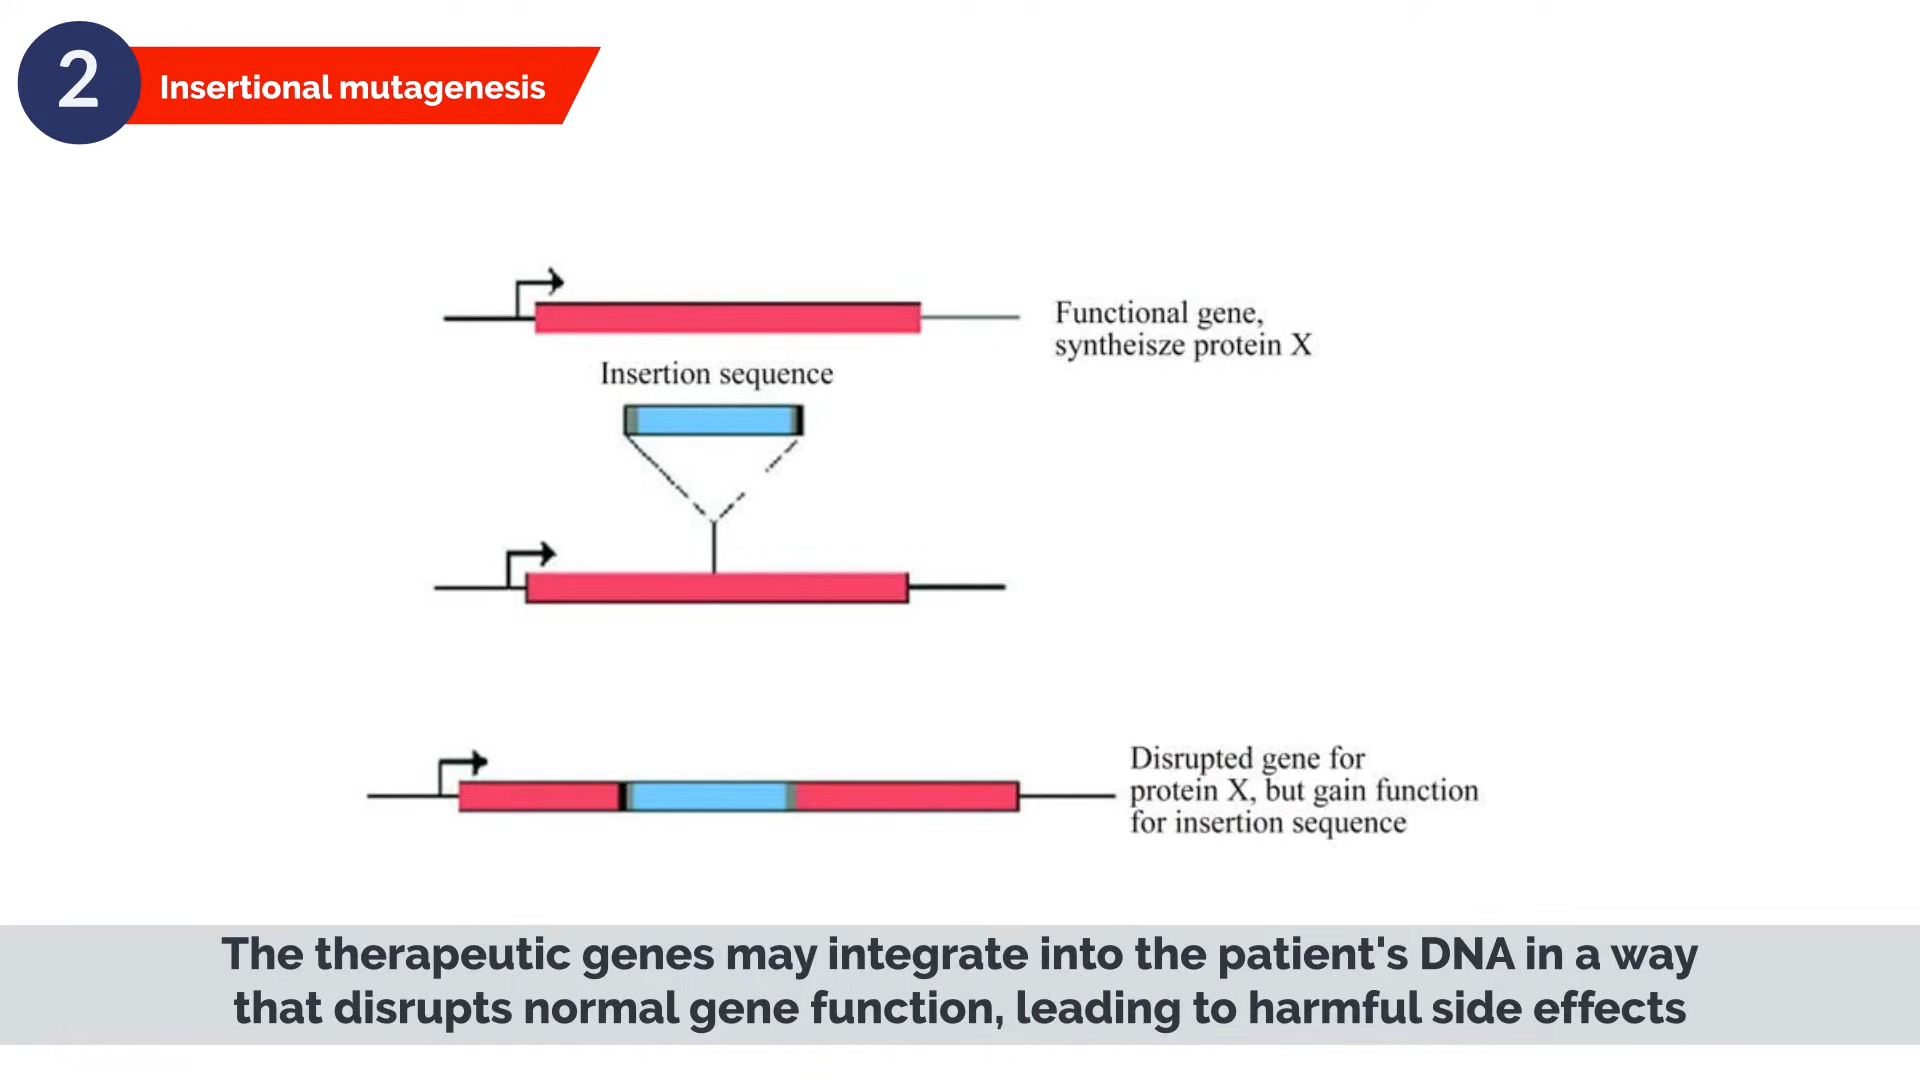 2
Insertional mutagenesis
Functional gene,
syntheisze protein X
Insertion sequence
Disrupted gene for
protein X, but gain function
for insertion sequence
The therapeutic genes may integrate into the patient's DNA in a way
that disrupts normal gene function, leading to harmful side effects